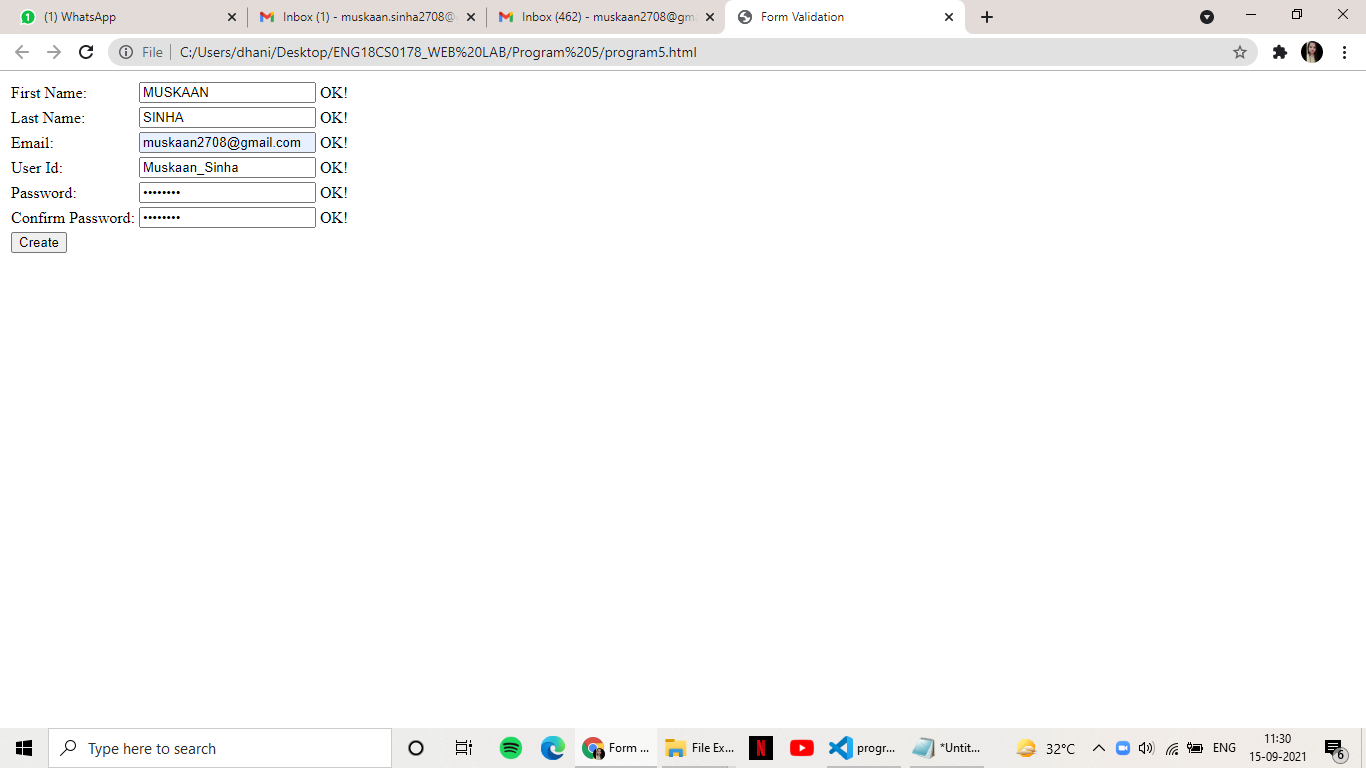 (1) WhatsApp
Inbox (1) - muskaan.sinha2708@
Inbox (462) - muskaan2708@gm
Form Validation
File C:/Users/dhani/Desktop/ENG18CS0178_WEB%20LAB/Program%205/program5.html
First Name: MUSKAAN OK!
Last Name: SINHA OK!
Email: muskaan2708@gmail.com OK!
User Id: Muskaan_Sinha OK!
Password: •••••••• OK!
Confirm Password: •••••••• OK!
Create
Type here to search
Form ...
File Ex...
N
progr...
*Untit...
32°C
ENG
11:30
15-09-2021
6